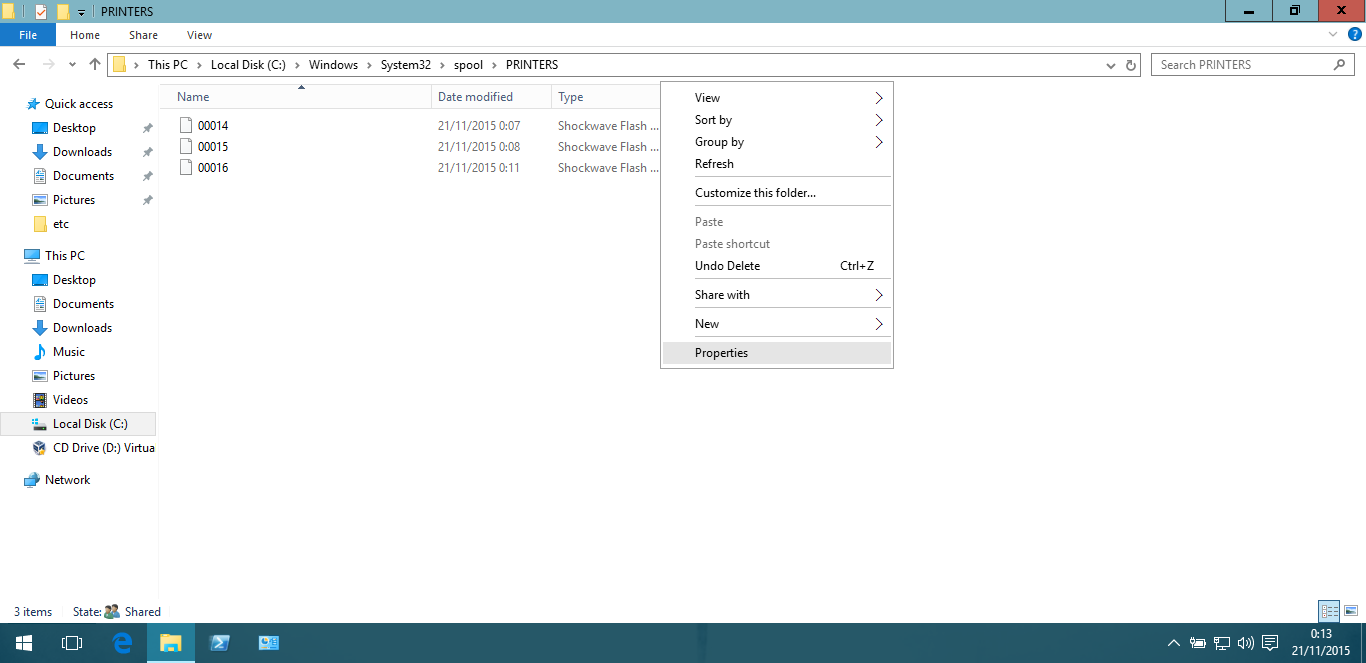 PRINTERS
File Home Share View
This PC Local Disk (C:) Windows System32 spool PRINTERS
Search PRINTERS
Quick access
Desktop
Downloads
Documents
Pictures
etc
This PC
Desktop
Documents
Downloads
Music
Pictures
Videos
Local Disk (C:)
CD Drive (D:) Virtua
Network
Name Date modified Type
00014 21/11/2015 0:07 Shockwave Flash ...
00015 21/11/2015 0:08 Shockwave Flash ...
00016 21/11/2015 0:11 Shockwave Flash ...
View
Sort by
Group by
Refresh
Customize this folder...
Paste
Paste shortcut
Undo Delete Ctrl+Z
Share with
New
Properties
3 items State: Shared
0:13
21/11/2015